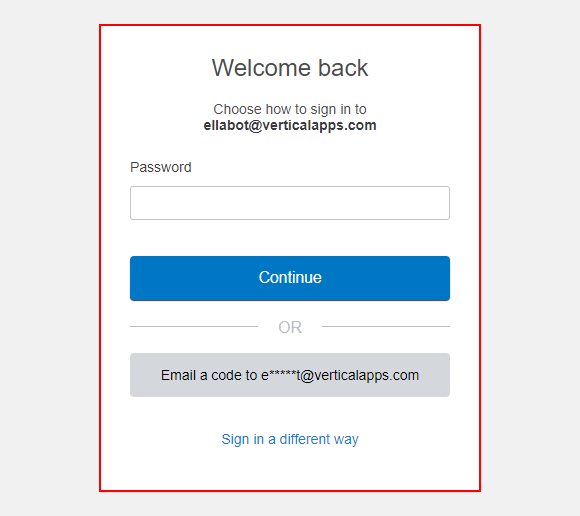 Welcome back
Choose how to sign in to
ellabot@verticalapps.com
Password
Continue
OR
Email a code to e*****t@verticalapps.com
Sign in a different way